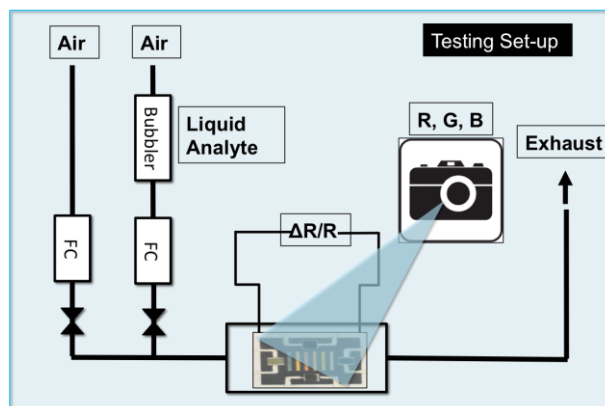 Air
Air
Testing Set-up
Bubbler
Liquid
Analyte
R, G, B
Exhaust
FC
FC
ΔR/R